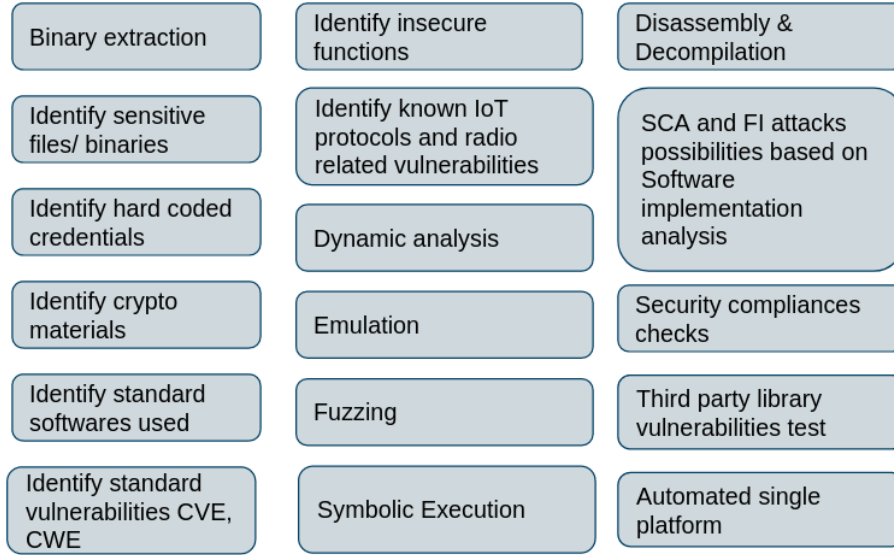 Binary extraction
Identify sensitive
files/ binaries
Identify hard coded
credentials
Identify crypto
materials
Identify standard
softwares used
Identify standard
vulnerabilities CVE,
CWE
Identify insecure
functions
Identify known IoT
protocols and radio
related vulnerabilities
Dynamic analysis
Emulation
Fuzzing
Symbolic Execution
Disassembly &
Decompilation
SCA and FI attacks
possibilities based on
Software
implementation
analysis
Security compliances
checks
Third party library
vulnerabilities test
Automated single
platform